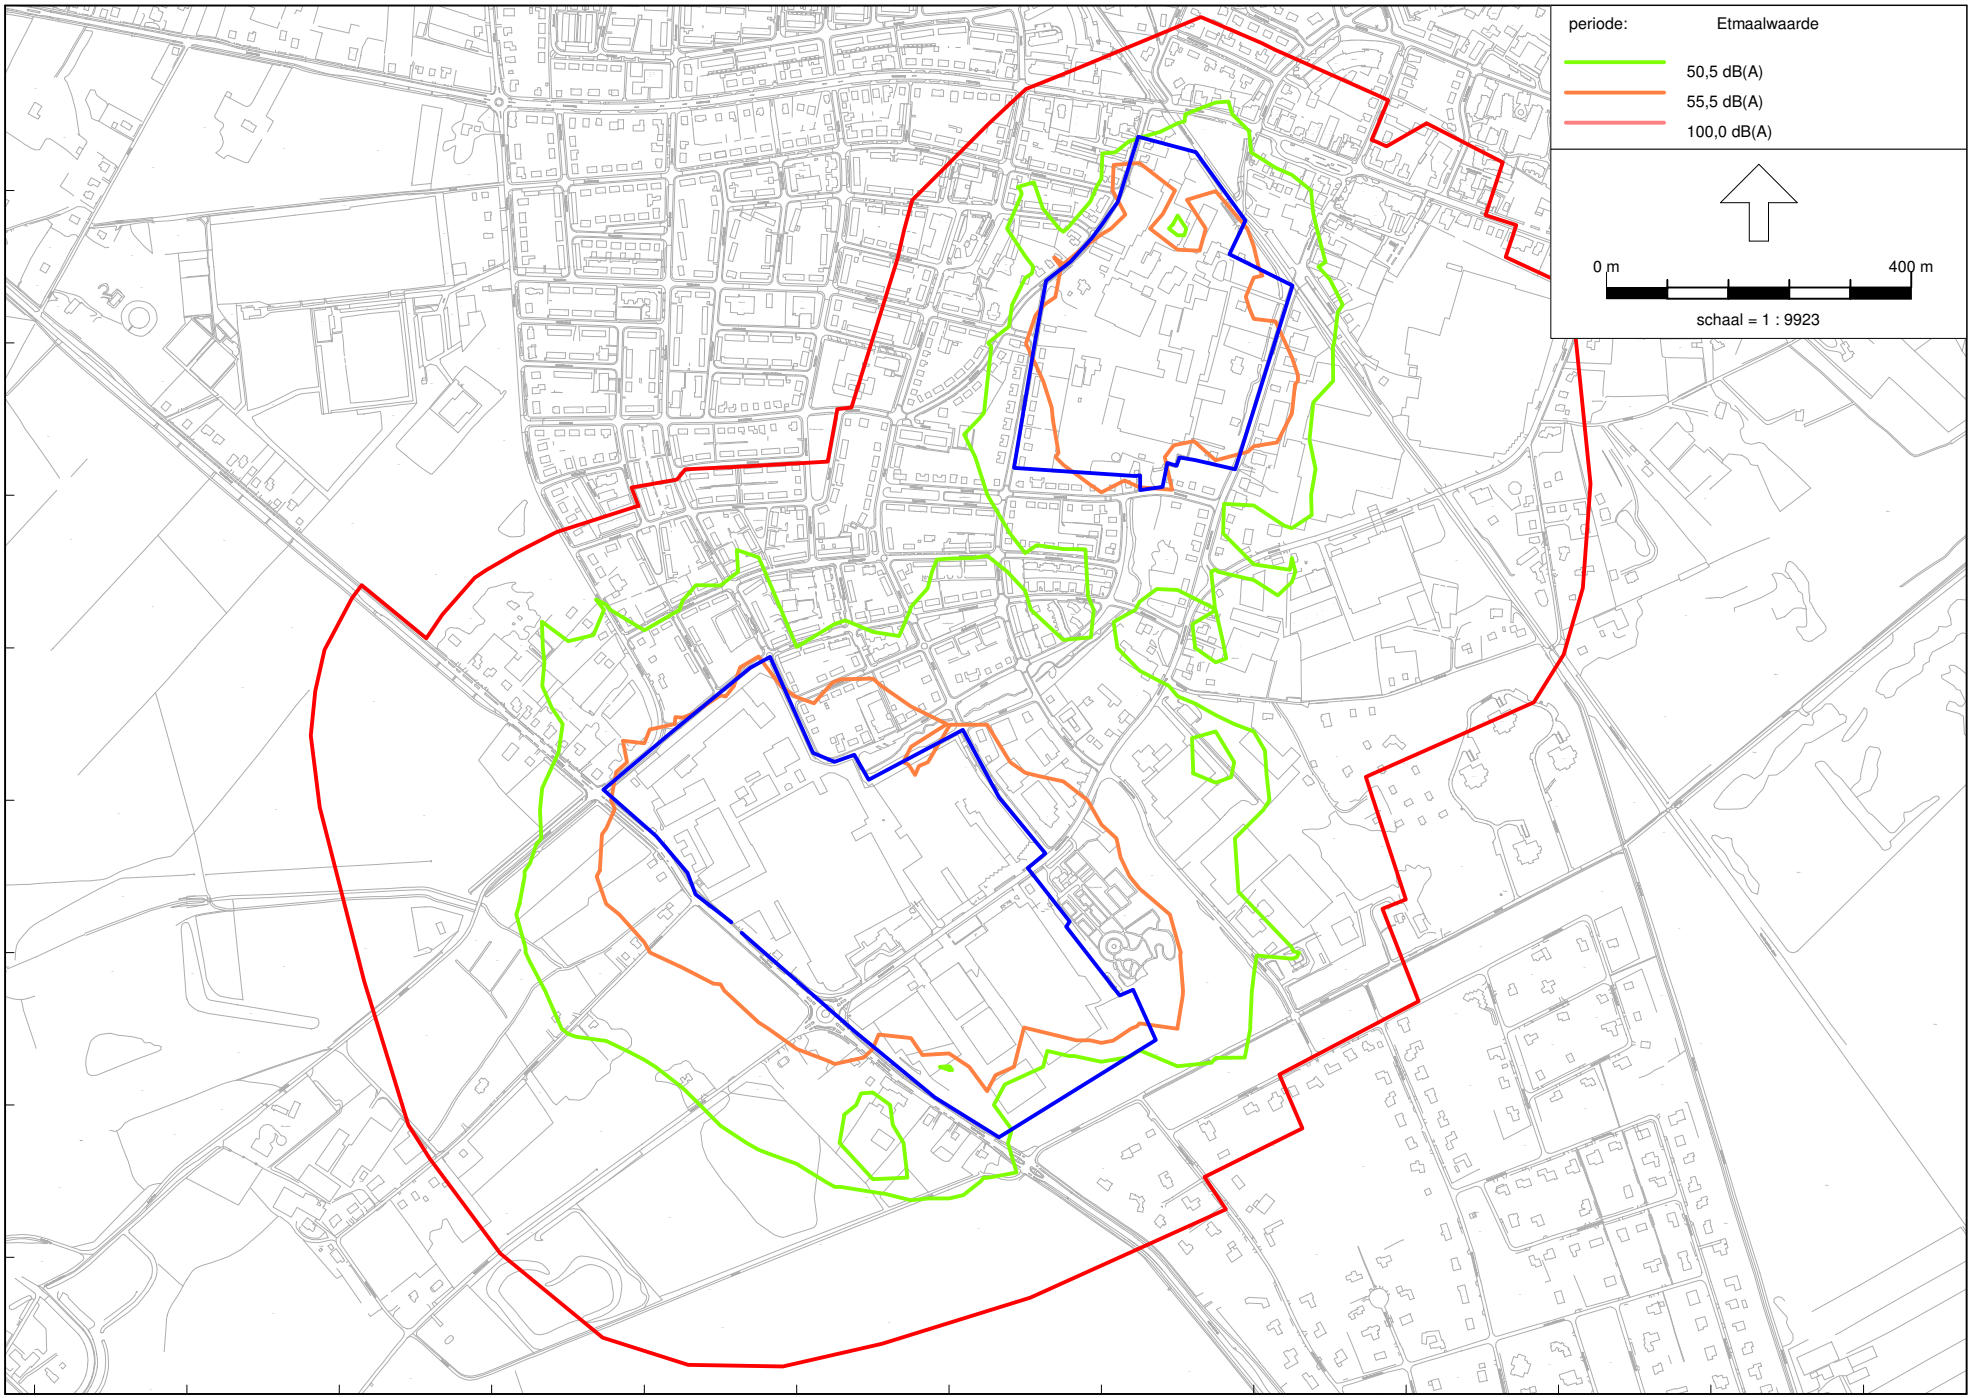 periode: Etmaalwaarde
50,5 dB(A)
55,5 dB(A)
100,0 dB(A)
0 m 400 m
schaal = 1 : 9923